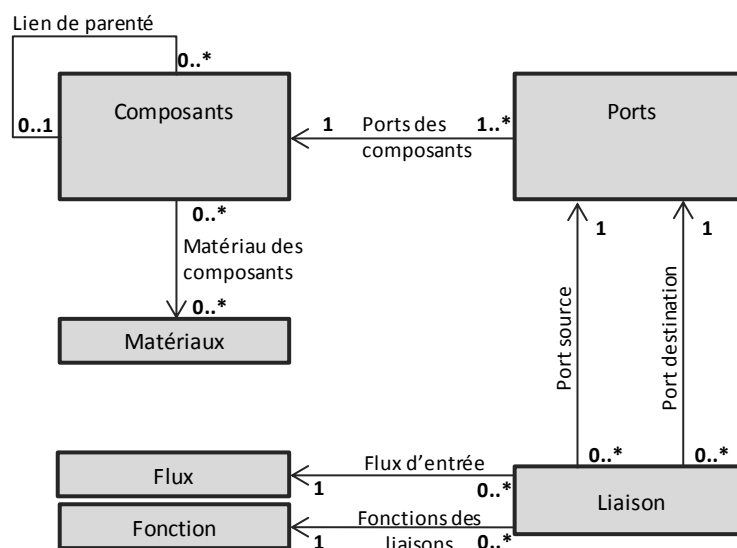 Lien de parenté
0..*
Composants
0..1
1
Ports des
composants
1..*
Ports
0..*
Matériau des
composants
0..*
Matériaux
1
1
Port source
Port destination
0..*
0..*
Flux
1
Flux d'entrée
0..*
Liaison
Fonction
1
Fonctions des
liaisons
0..*